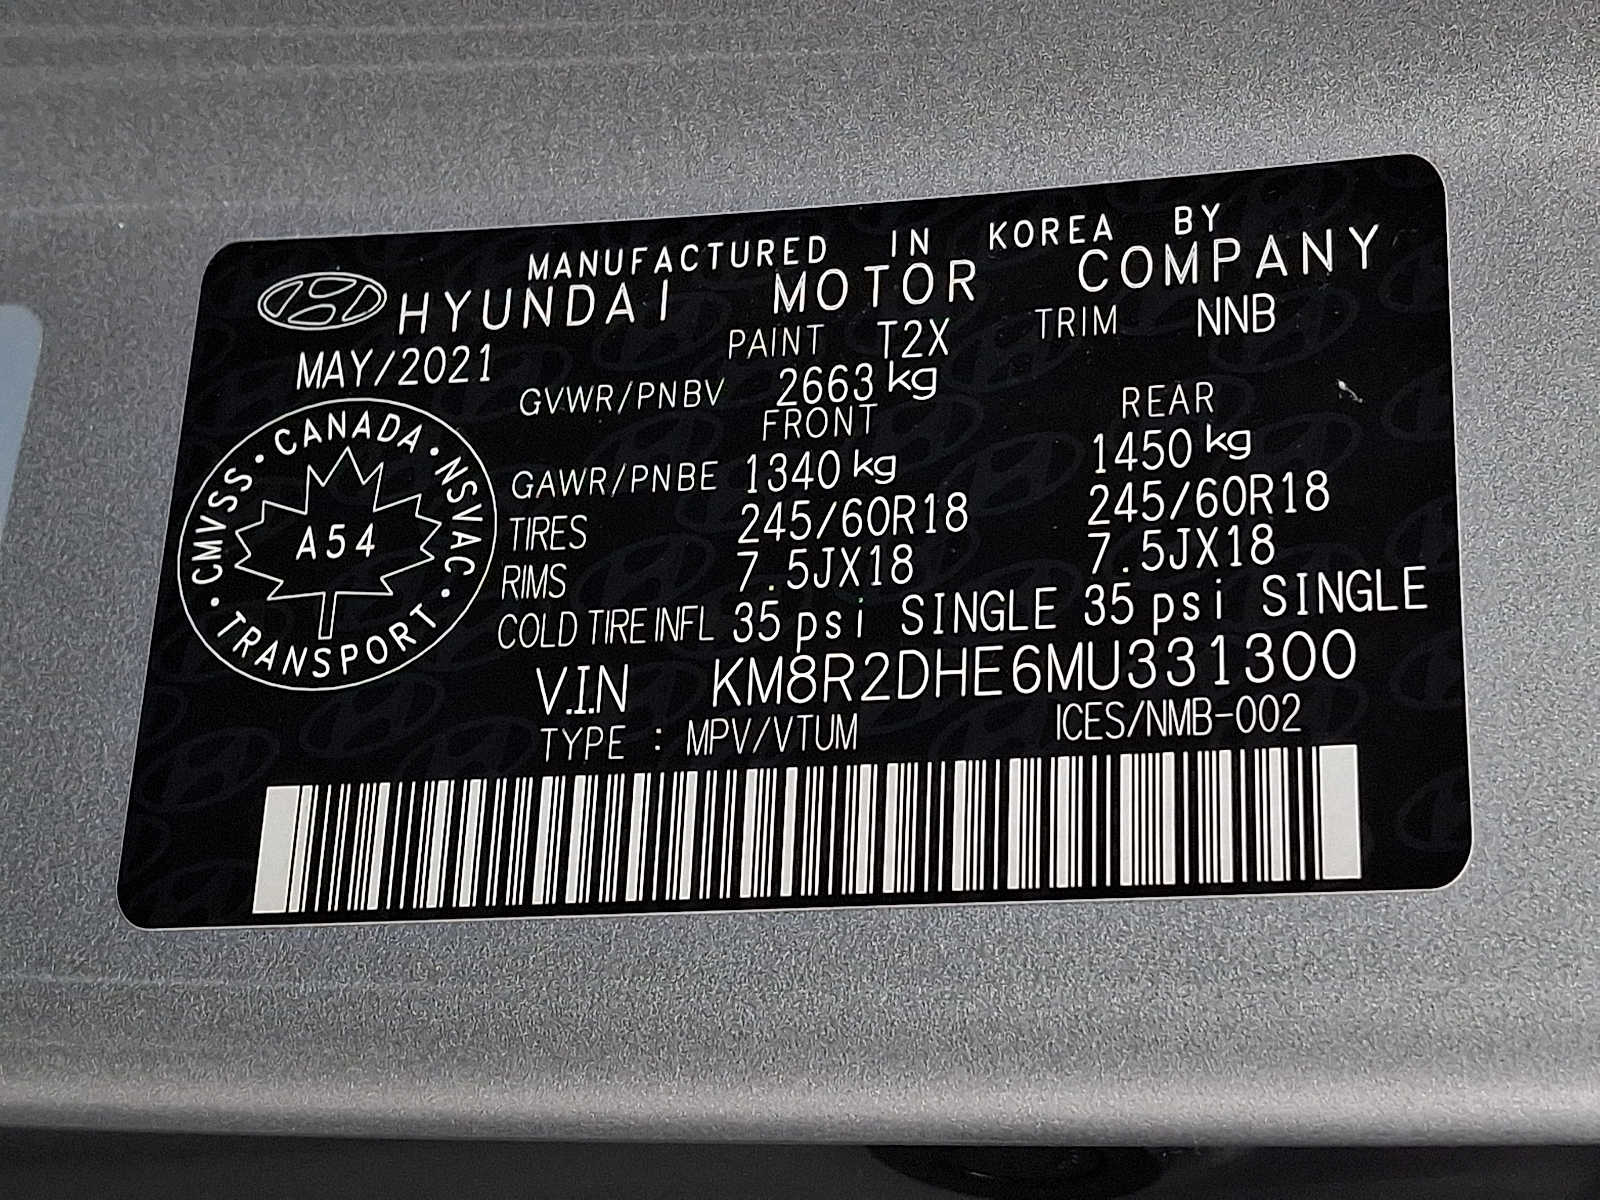 MANUFACTURED IN KOREA BY
HYUNDAI MOTOR COMPANY
MAY/2021 PAINT T2X TRIM NNB
GVWR/PNBV 2663 kg
FRONT REAR
GAWR/PNBE 1340 kg 1450 kg
TIRES 245/60R18 245/60R18
RIMS 7.5JX18 7.5JX18
COLD TIRE INFL 35 psi SINGLE 35 psi SINGLE
V.I.N KM8R2DHE6MU331300
TYPE : MPV/VTUM ICES/NMB-002
CMVSS · CANADA · NSVAC · TRANSPORT ·
A54